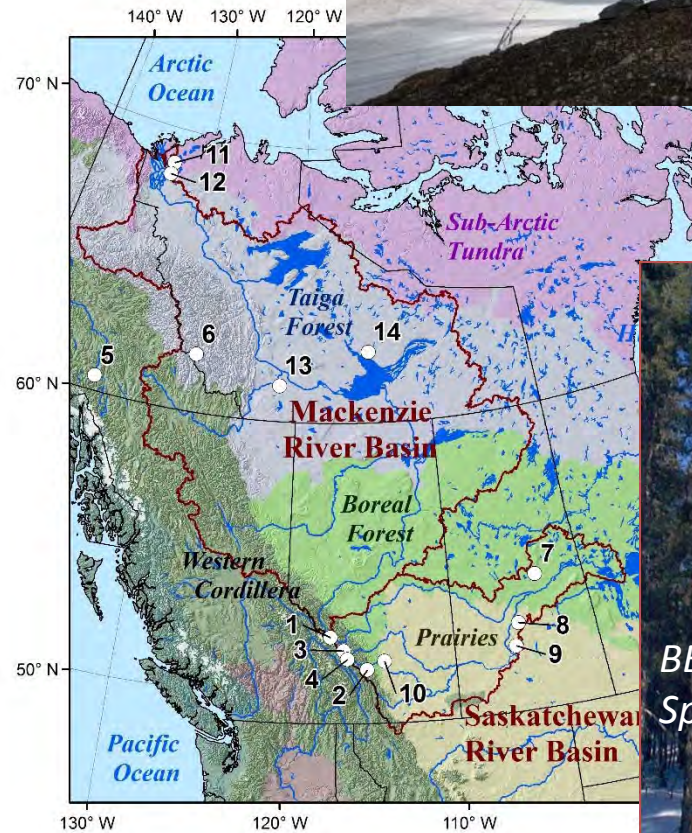 140° W
130° W
120° W
70° N
Arctic
Ocean
11
12
Sub-Arctic
Tundra
Taiga
Forest
H
6
14
5
13
60° N
Mackenzie
River Basin
Boreal
Forest
7
Western
Cordillera
1
8
Prairies
3
9
4
BE
50° N
2
10
Sp
Saskatchewan
River Basin
Pacific
Ocean
130° W
120° W
110° W